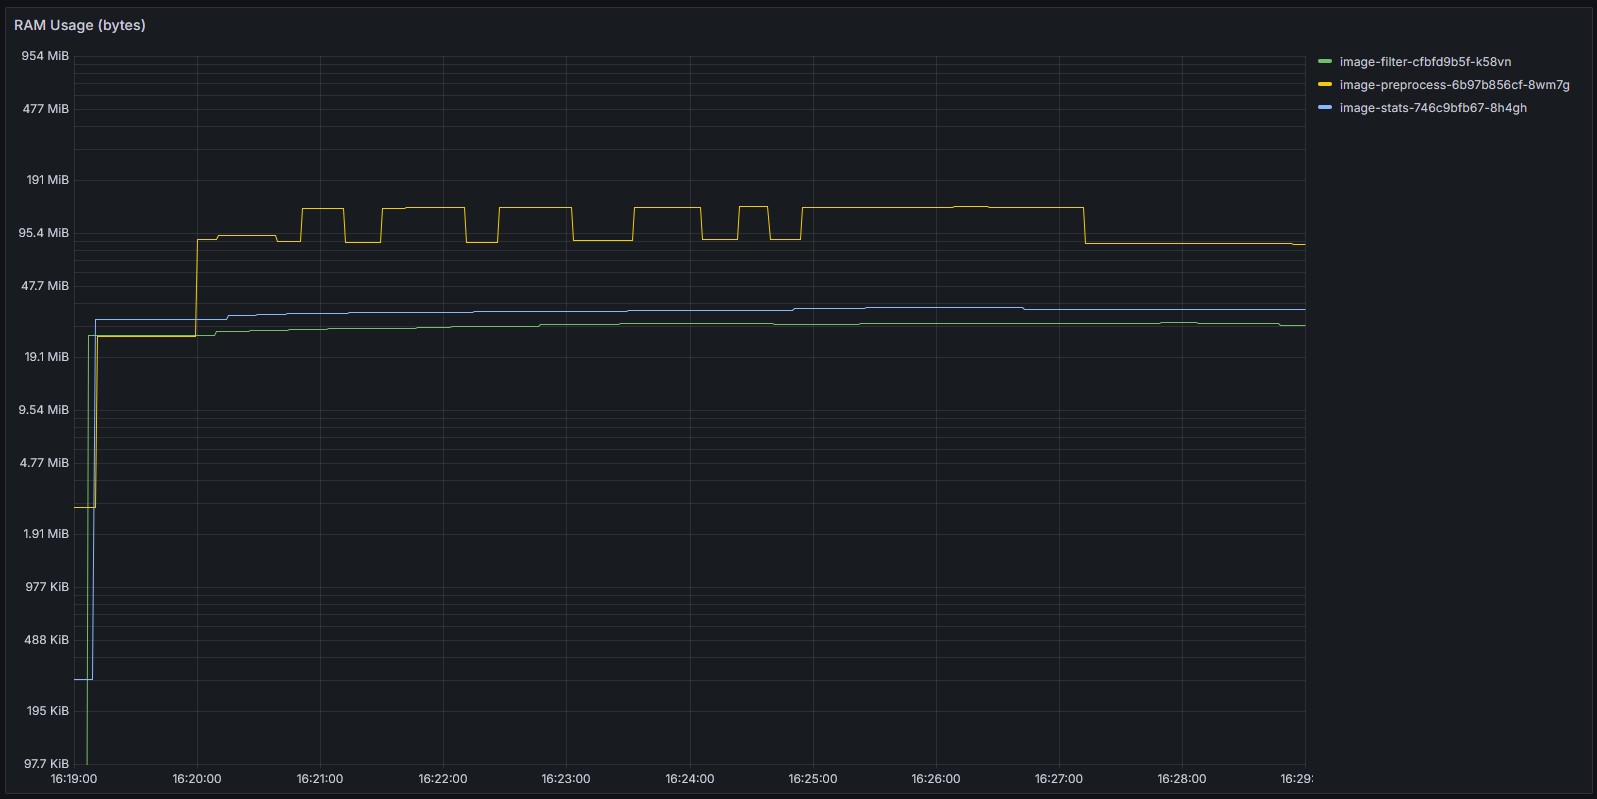 RAM Usage (bytes)
954 MiB
477 MiB
191 MiB
95.4 MiB
47.7 MiB
19.1 MiB
9.54 MiB
4.77 MiB
1.91 MiB
977 KiB
488 KiB
195 KiB
97.7 KiB
16:19:00 16:20:00 16:21:00 16:22:00 16:23:00 16:24:00 16:25:00 16:26:00 16:27:00 16:28:00 16:29:
image-filter-cfbfd9b5f-k58vn
image-preprocess-6b97b856cf-8wm7g
image-stats-746c9bfb67-8h4gh